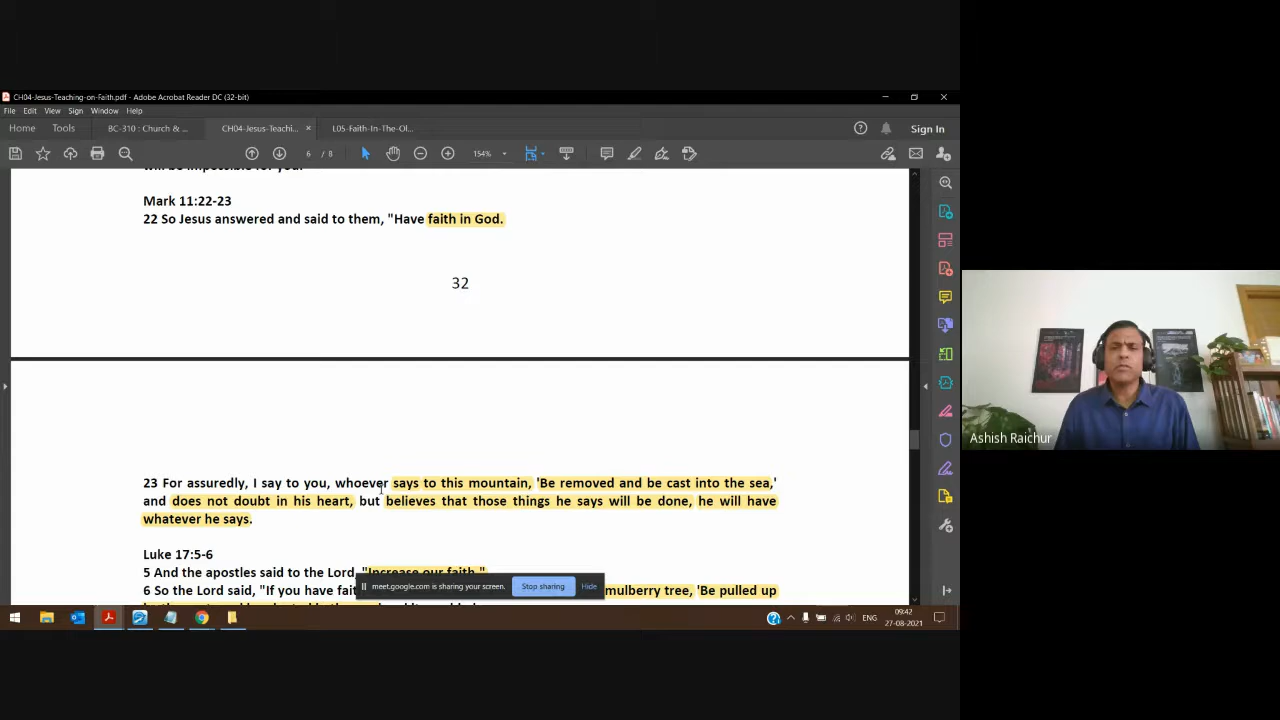 CH04-Jesus-Teaching-on-Faith.pdf - Adobe Acrobat Reader DC (32-bit)
File Edit View Sign Window Help
Home Tools BC-310 : Church & ... CH04-Jesus-Teachi... × L05-Faith-In-The-Ol... Sign In
6 / 8 154%
will be impossible for you.
Mark 11:22-23
22 So Jesus answered and said to them, "Have faith in God.
32
23 For assuredly, I say to you, whoever says to this mountain, 'Be removed and be cast into the sea,'
and does not doubt in his heart, but believes that those things he says will be done, he will have
whatever he says.
Luke 17:5-6
5 And the apostles said to the Lord, "Increase our faith."
6 So the Lord said, "If you have fai mulberry tree, 'Be pulled up
meet.google.com is sharing your screen. Stop sharing Hide
ENG 09:42
27-08-2021
Ashish Raichur